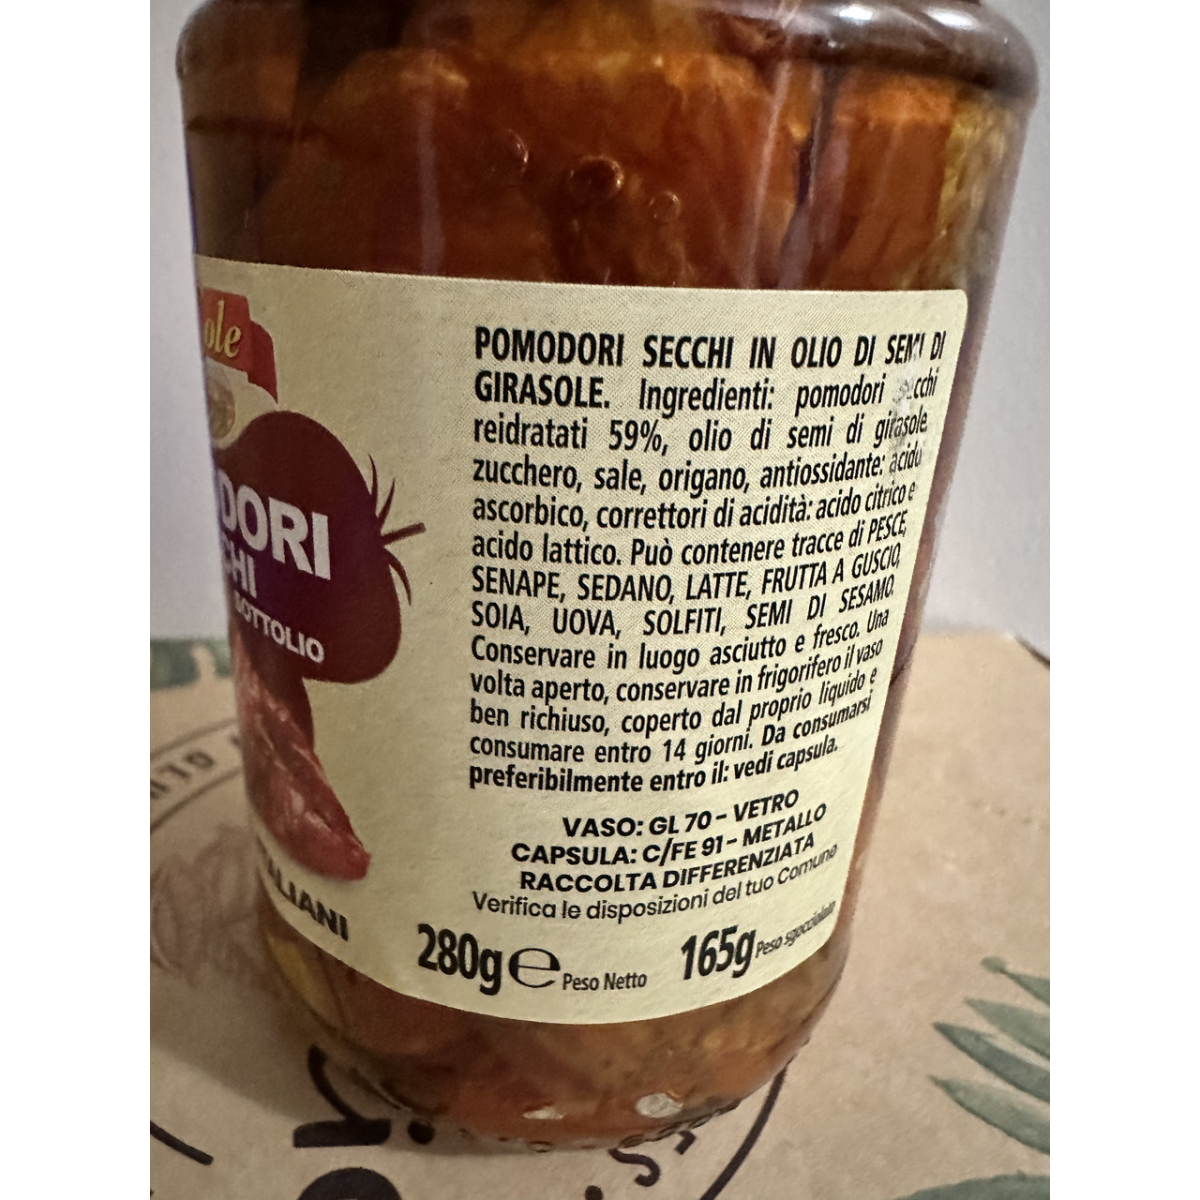 ole
DORI
CHI
SOTTOLIO
ALIANI
POMODORI SECCHI IN OLIO DI SEMI DI
GIRASOLE. Ingredienti: pomodori secchi
reidratati 59%, olio di semi di girasole,
zucchero, sale, origano, antiossidante: acido
ascorbico, correttori di acidità: acido citrico e
acido lattico. Può contenere tracce di PESCE,
SENAPE, SEDANO, LATTE, FRUTTA A GUSCIO,
SOIA, UOVA, SOLFITI, SEMI DI SESAMO.
Conservare in luogo asciutto e fresco. Una
volta aperto, conservare in frigorifero il vaso
ben richiuso, coperto dal proprio liquido e
consumare entro 14 giorni. Da consumarsi
preferibilmente entro il: vedi capsula.
VASO: GL 70 - VETRO
CAPSULA: C/FE 91 - METALLO
RACCOLTA DIFFERENZIATA
Verifica le disposizioni del tuo Comune
280g e Peso Netto 165g Peso sgocciolato